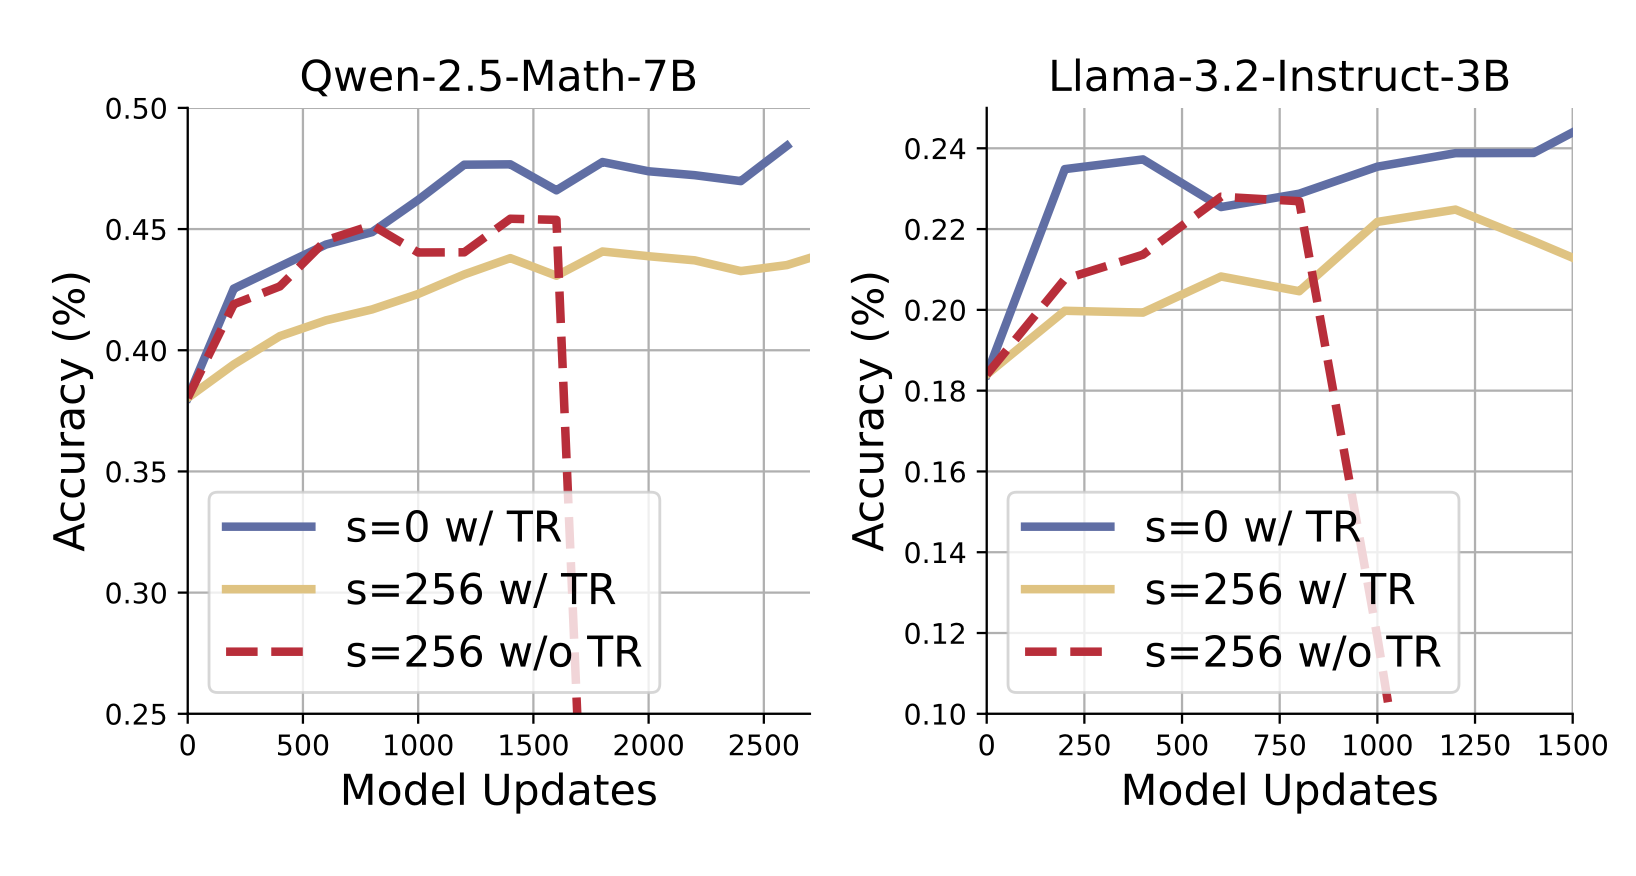 Qwen-2.5-Math-7B
Accuracy (%)
0.50
0.45
0.40
0.35
0.30
0.25
s=0 w/ TR
s=256 w/ TR
s=256 w/o TR
0 500 1000 1500 2000 2500
Model Updates
Llama-3.2-Instruct-3B
Accuracy (%)
0.24
0.22
0.20
0.18
0.16
0.14
0.12
0.10
s=0 w/ TR
s=256 w/ TR
s=256 w/o TR
0 250 500 750 1000 1250 1500
Model Updates